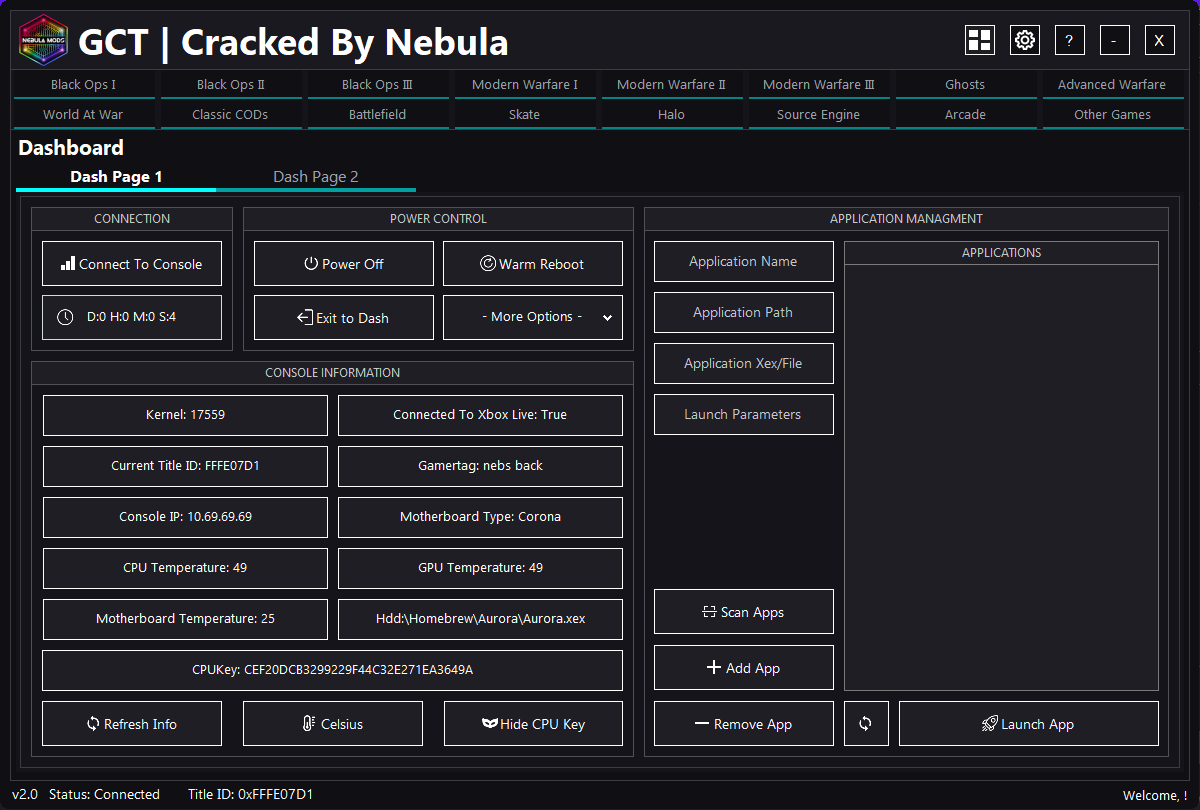 NEBULA MODS
GCT | Cracked By Nebula
? - X
Black Ops I Black Ops II Black Ops III Modern Warfare I Modern Warfare II Modern Warfare III Ghosts Advanced Warfare
World At War Classic CODs Battlefield Skate Halo Source Engine Arcade Other Games
Dashboard
Dash Page 1 Dash Page 2
CONNECTION
Connect To Console
D:0 H:0 M:0 S:4
POWER CONTROL
Power Off Warm Reboot
Exit to Dash - More Options -
CONSOLE INFORMATION
Kernel: 17559 Connected To Xbox Live: True
Current Title ID: FFFE07D1 Gamertag: nebs back
Console IP: 10.69.69.69 Motherboard Type: Corona
CPU Temperature: 49 GPU Temperature: 49
Motherboard Temperature: 25 Hdd:\Homebrew\Aurora\Aurora.xex
CPUKey: CEF20DCB3299229F44C32E271EA3649A
Refresh Info Celsius Hide CPU Key
APPLICATION MANAGMENT
Application Name
Application Path
Application Xex/File
Launch Parameters
APPLICATIONS
Scan Apps
Add App
Remove App Launch App
v2.0 Status: Connected Title ID: 0xFFFE07D1 Welcome, !